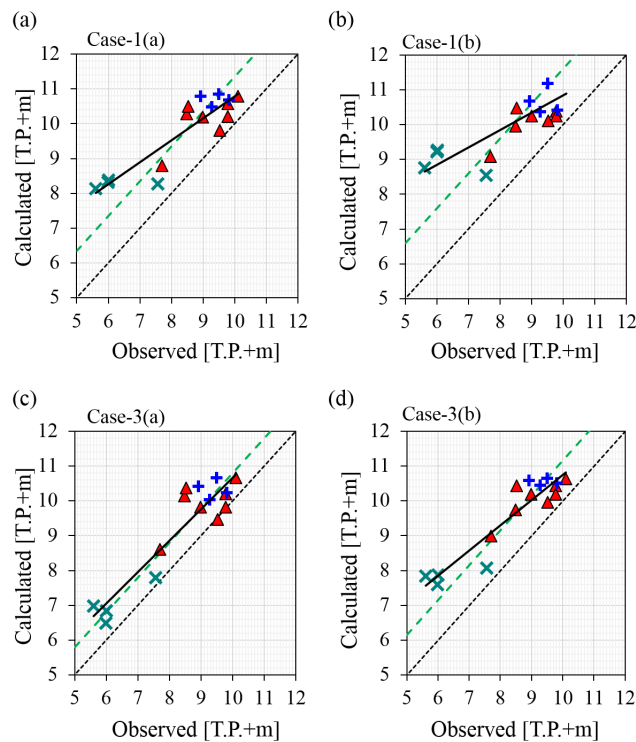 (a)
Case-1(a)
12
11
10
9
8
7
6
5
5 6 7 8 9 10 11 12
Calculated [T.P.+m]
Observed [T.P.+m]
(b)
Case-1(b)
12
11
10
9
8
7
6
5
5 6 7 8 9 10 11 12
Calculated [T.P.+m]
Observed [T.P.+m]
(c)
Case-3(a)
12
11
10
9
8
7
6
5
5 6 7 8 9 10 11 12
Calculated [T.P.+m]
Observed [T.P.+m]
(d)
Case-3(b)
12
11
10
9
8
7
6
5
5 6 7 8 9 10 11 12
Calculated [T.P.+m]
Observed [T.P.+m]